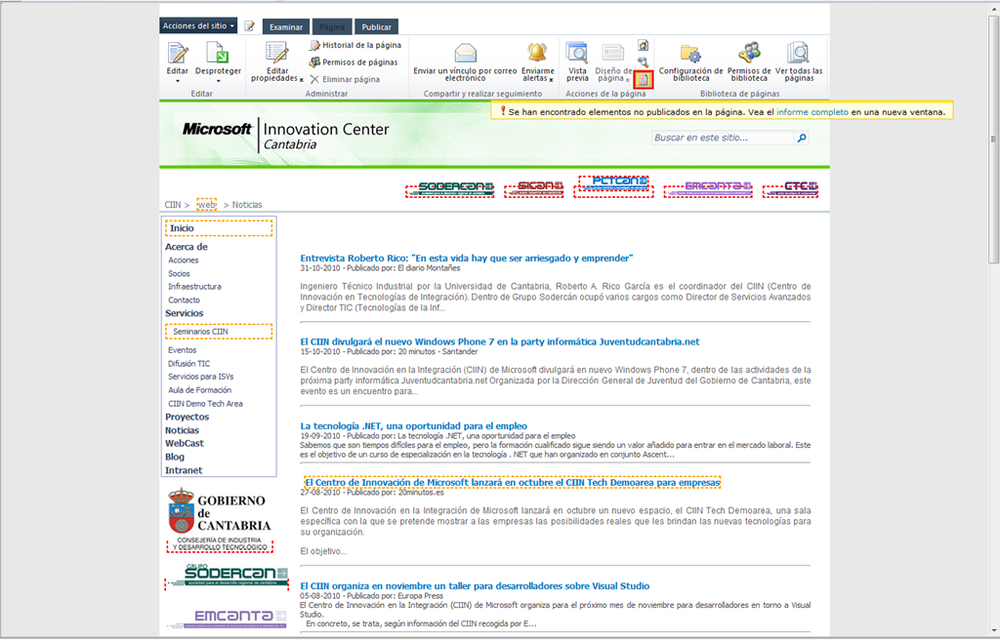 Acciones del sitio
Examinar
Página
Publicar
Editar
Desproteger
Editar propiedades
Historial de la página
Permisos de páginas
Eliminar página
Enviar un vínculo por correo electrónico
Enviarme alertas
Vista previa
Diseño de página
Configuración de biblioteca
Permisos de biblioteca
Ver todas las páginas
Editar
Administrar
Compartir y realizar seguimiento
Acciones de la página
Biblioteca de páginas
Se han encontrado elementos no publicados en la página. Vea el informe completo en una nueva ventana.
Microsoft Innovation Center
Cantabria
Buscar en este sitio...
SODERCAN
SICAN
PCTCAN
EMCANTA
CTC
CIIN > web > Noticias
Inicio
Acerca de
Acciones
Socios
Infraestructura
Contacto
Servicios
Seminarios CIIN
Eventos
Difusión TIC
Servicios para ISVs
Aula de Formación
CIIN Demo Tech Area
Proyectos
Noticias
WebCast
Blog
Intranet
GOBIERNO
de
CANTABRIA
CONSEJERÍA DE INDUSTRIA
Y DESARROLLO TECNOLÓGICO
GRUPO
SODERCAN
sociedad para el desarrollo regional de cantabria
EMCANTA
Entrevista Roberto Rico: "En esta vida hay que ser arriesgado y emprender"
31-10-2010 - Publicado por: El diario Montañes
Ingeniero Técnico Industrial por la Universidad de Cantabria, Roberto A. Rico García es el coordinador del CIIN (Centro de
Innovación en Tecnologías de Integración). Dentro de Grupo Sodercán ocupó varios cargos como Director de Servicios Avanzados
y Director TIC (Tecnologías de la Inf...
El CIIN divulgará el nuevo Windows Phone 7 en la party informática Juventudcantabria.net
15-10-2010 - Publicado por: 20 minutos - Santander
El Centro de Innovación en la Integración (CIIN) de Microsoft divulgará en nuevo Windows Phone 7, dentro de las actividades de la
próxima party informática Juventudcantabria.net Organizada por la Dirección General de Juventud del Gobierno de Cantabria, este
evento es un encuentro para...
La tecnología .NET, una oportunidad para el empleo
19-09-2010 - Publicado por: La tecnología .NET, una oportunidad para el empleo
Sabemos que son tiempos difíciles para el empleo, pero la formación cualificado sigue siendo un valor añadido para entrar en el mercado laboral. Este
es el objetivo de un curso de especialización en la tecnología . NET que han organizado en conjunto Ascent...
El Centro de Innovación de Microsoft lanzará en octubre el CIIN Tech Demoarea para empresas
27-08-2010 - Publicado por: 20minutos.es
El Centro de Innovación en la Integración de Microsoft lanzará en octubre un nuevo espacio, el CIIN Tech Demoarea, una sala
específica con la que se pretende mostrar a las empresas las posibilidades reales que les brindan las nuevas tecnologías para
su organización.
El objetivo...
El CIIN organiza en noviembre un taller para desarrolladores sobre Visual Studio
05-08-2010 - Publicado por: Europa Press
El Centro de Innovación en la Integración (CIIN) de Microsoft organiza para el próximo mes de noviembre para desarrolladores en torno a Visual
Studio.
En concreto, se trata, según información del CIIN recogida por E...